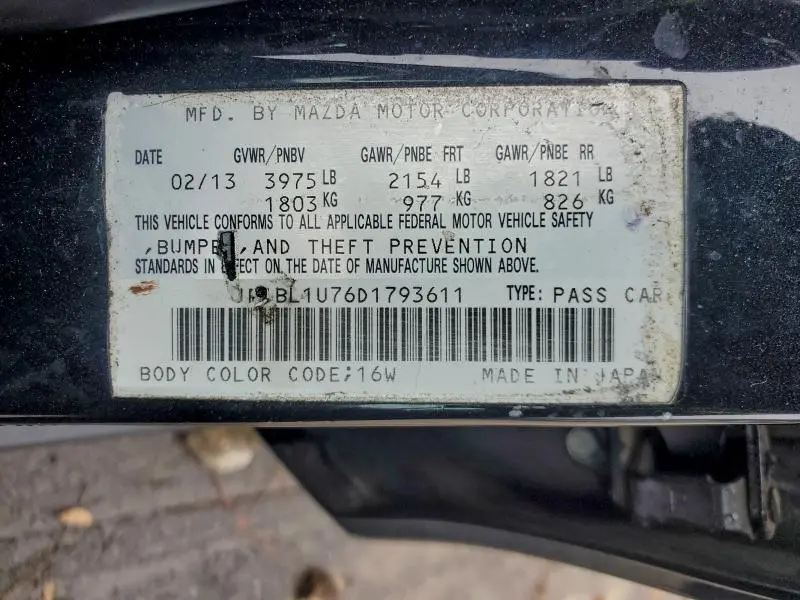 MFD. BY MAZDA MOTOR CORPORATION
DATE GVWR/PNBV GAWR/PNBE FRT GAWR/PNBE RR
02/13 3975 LB 2154 LB 1821 LB
1803 KG 977 KG 826 KG
THIS VEHICLE CONFORMS TO ALL APPLICABLE FEDERAL MOTOR VEHICLE SAFETY
,BUMPER,AND THEFT PREVENTION
STANDARDS IN EFFECT ON THE DATE OF MANUFACTURE SHOWN ABOVE.
TYPE: PASS CAR
BODY COLOR CODE;16W MADE IN JAPAN